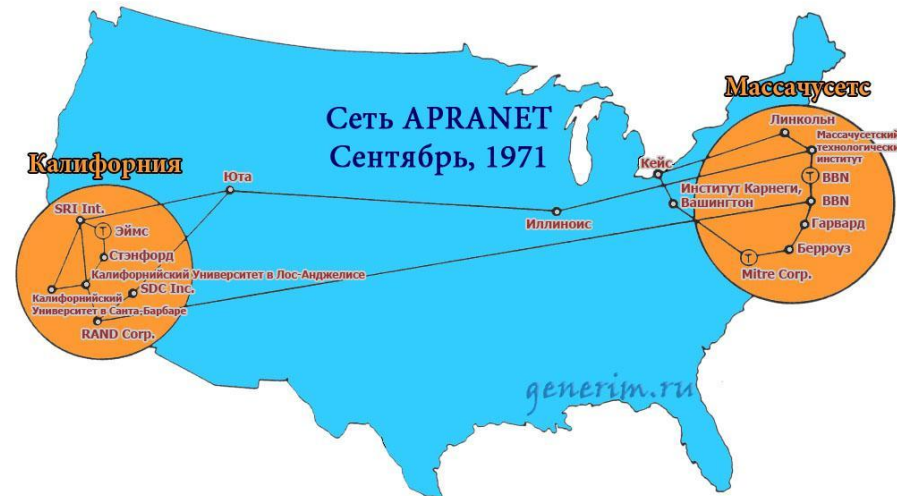 Сеть APRANET
Сентябрь, 1971
Массачусетс
Линкольн
Массачусетский
технологически
институт
Калифорния
Кейс
Юта
BBN
Институт Карнеги,
Вашингтон
BBN
SRI Int.
Иллиноис
Гарвард
T
Эймс
T
Стэнфорд
Берроуз
T
Mitre Corp.
Калифорнийский Университет в Лос-Анджелисе
SDC Inc.
Калифорнийский
Университет в Санта-Барбаре
RAND Corp.
generim.ru